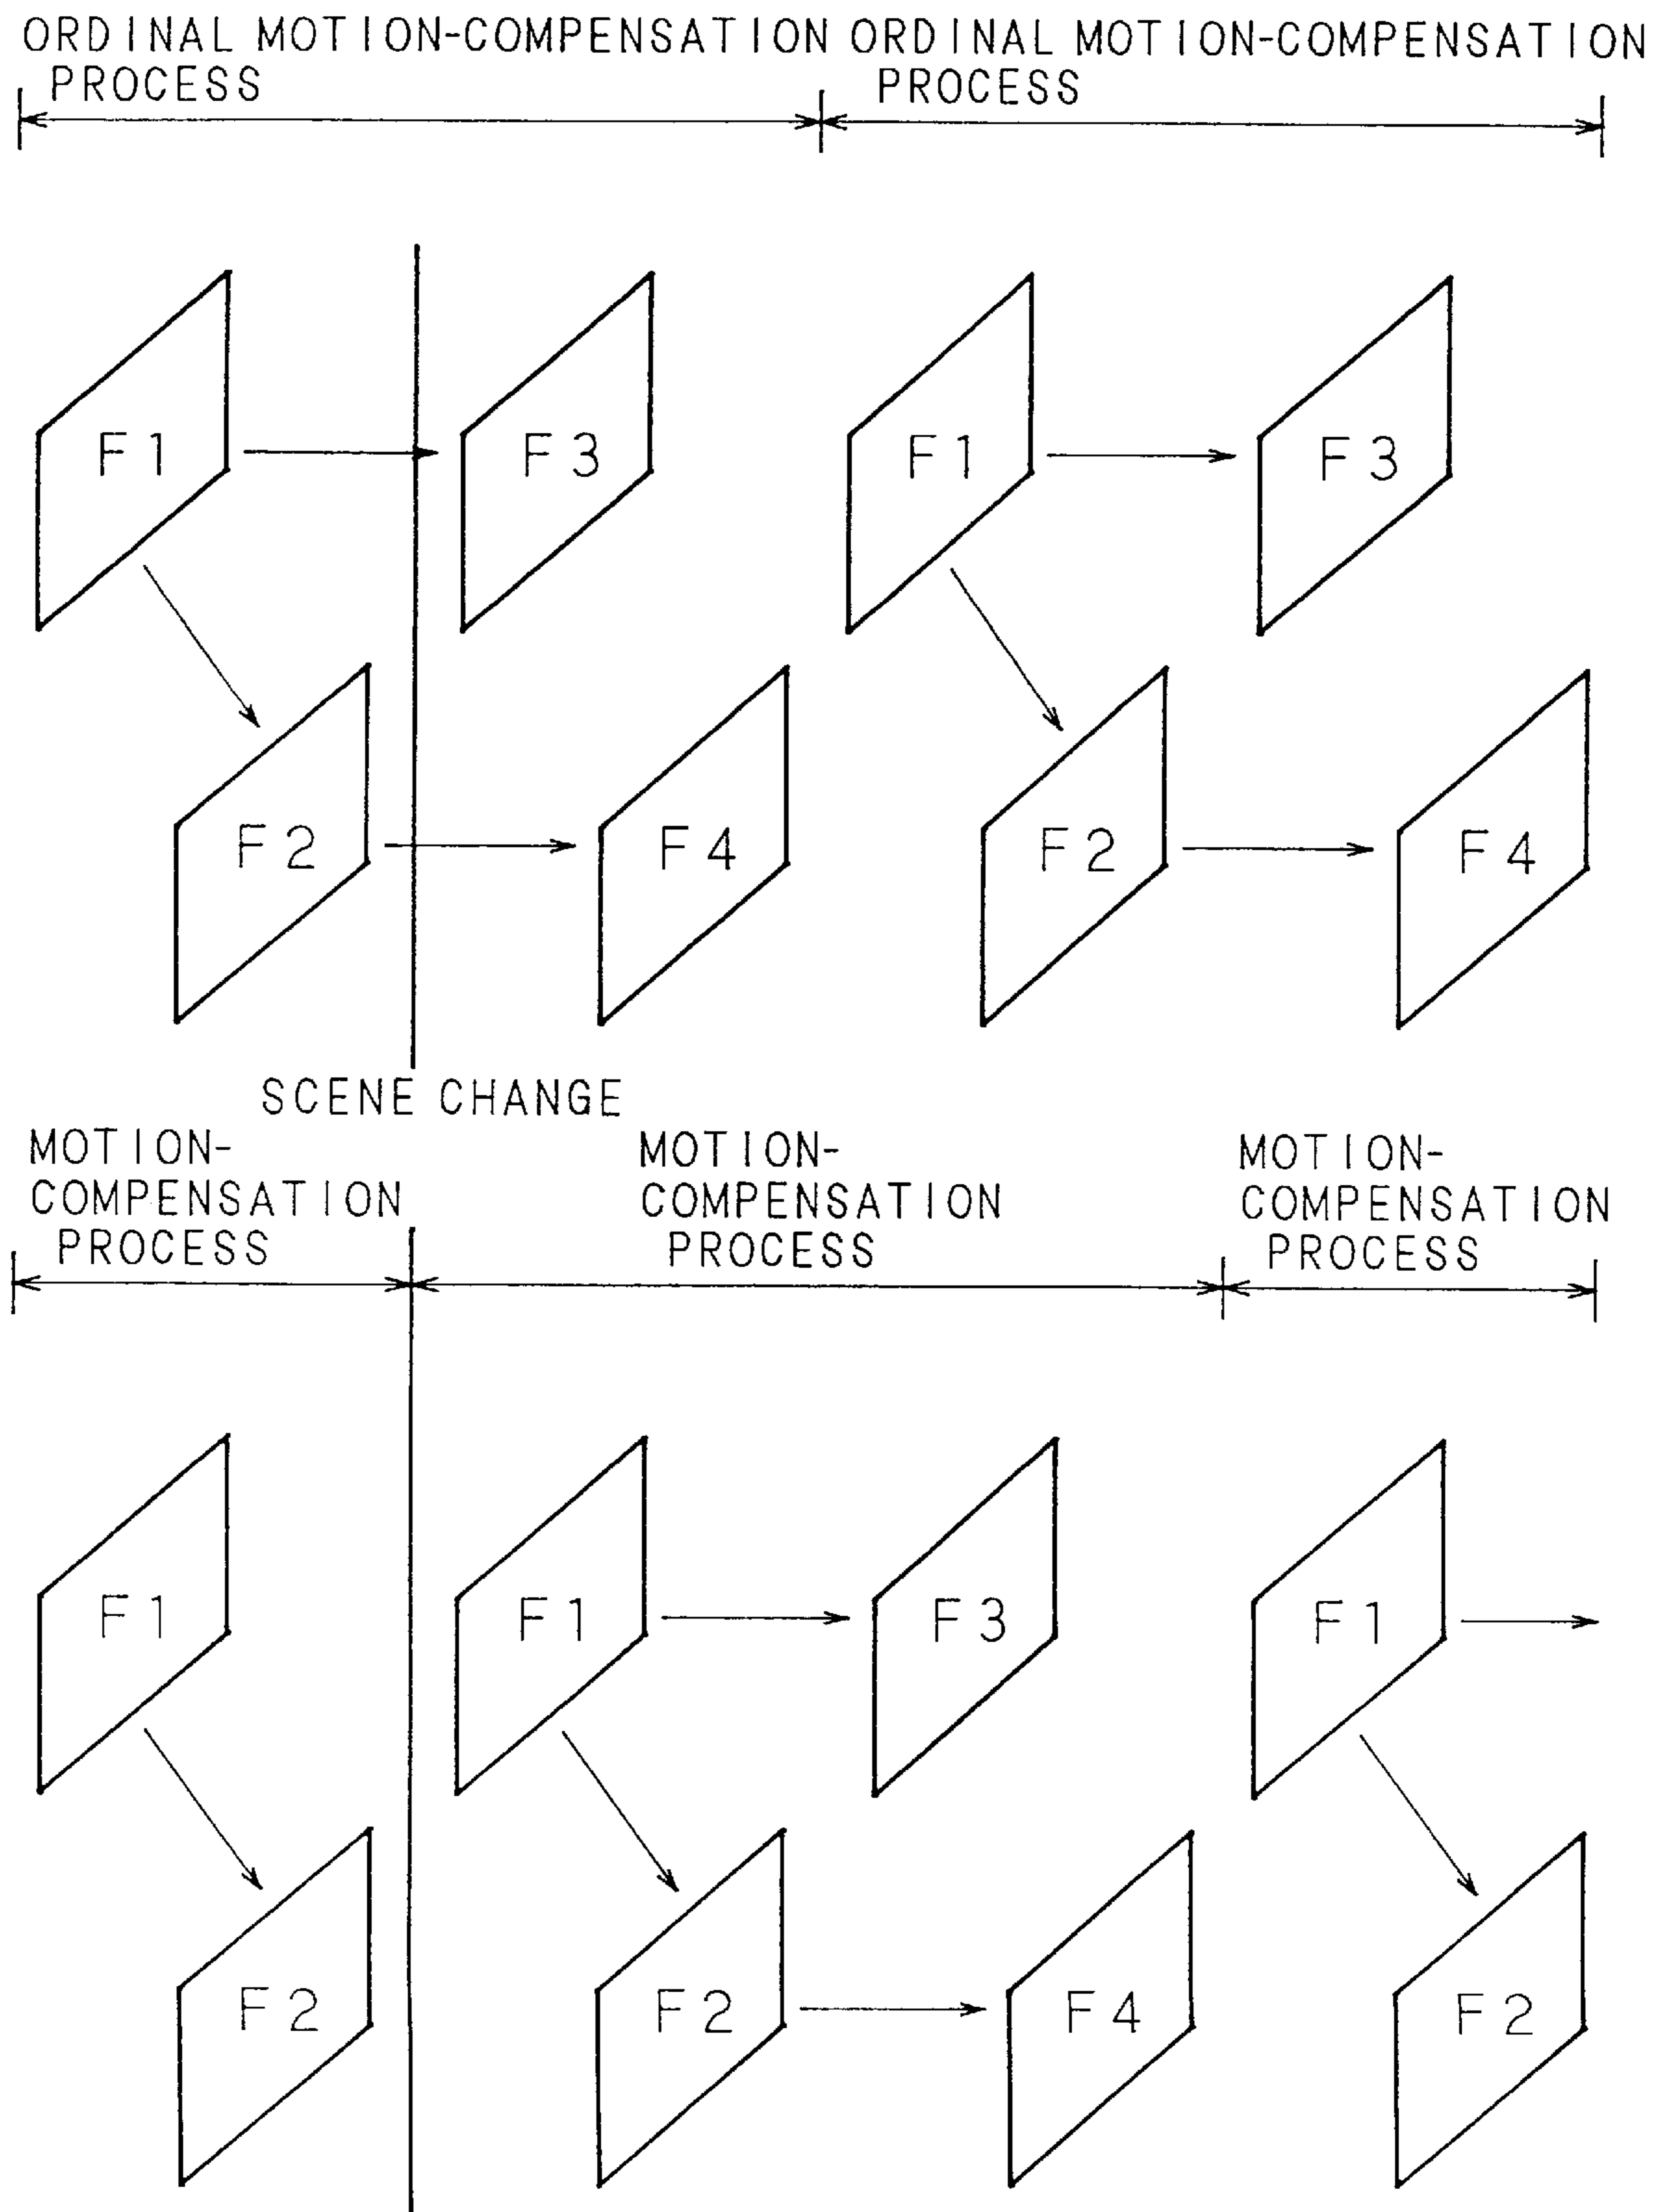 ORDINAL MOTION-COMPENSATION
PROCESS
ORDINAL MOTION-COMPENSATION
PROCESS
F1
F3
F1
F3
F2
F4
F2
F4
SCENE CHANGE
MOTION-
COMPENSATION
PROCESS
MOTION-
COMPENSATION
PROCESS
MOTION-
COMPENSATION
PROCESS
F1
F1
F3
F1
F2
F2
F4
F2